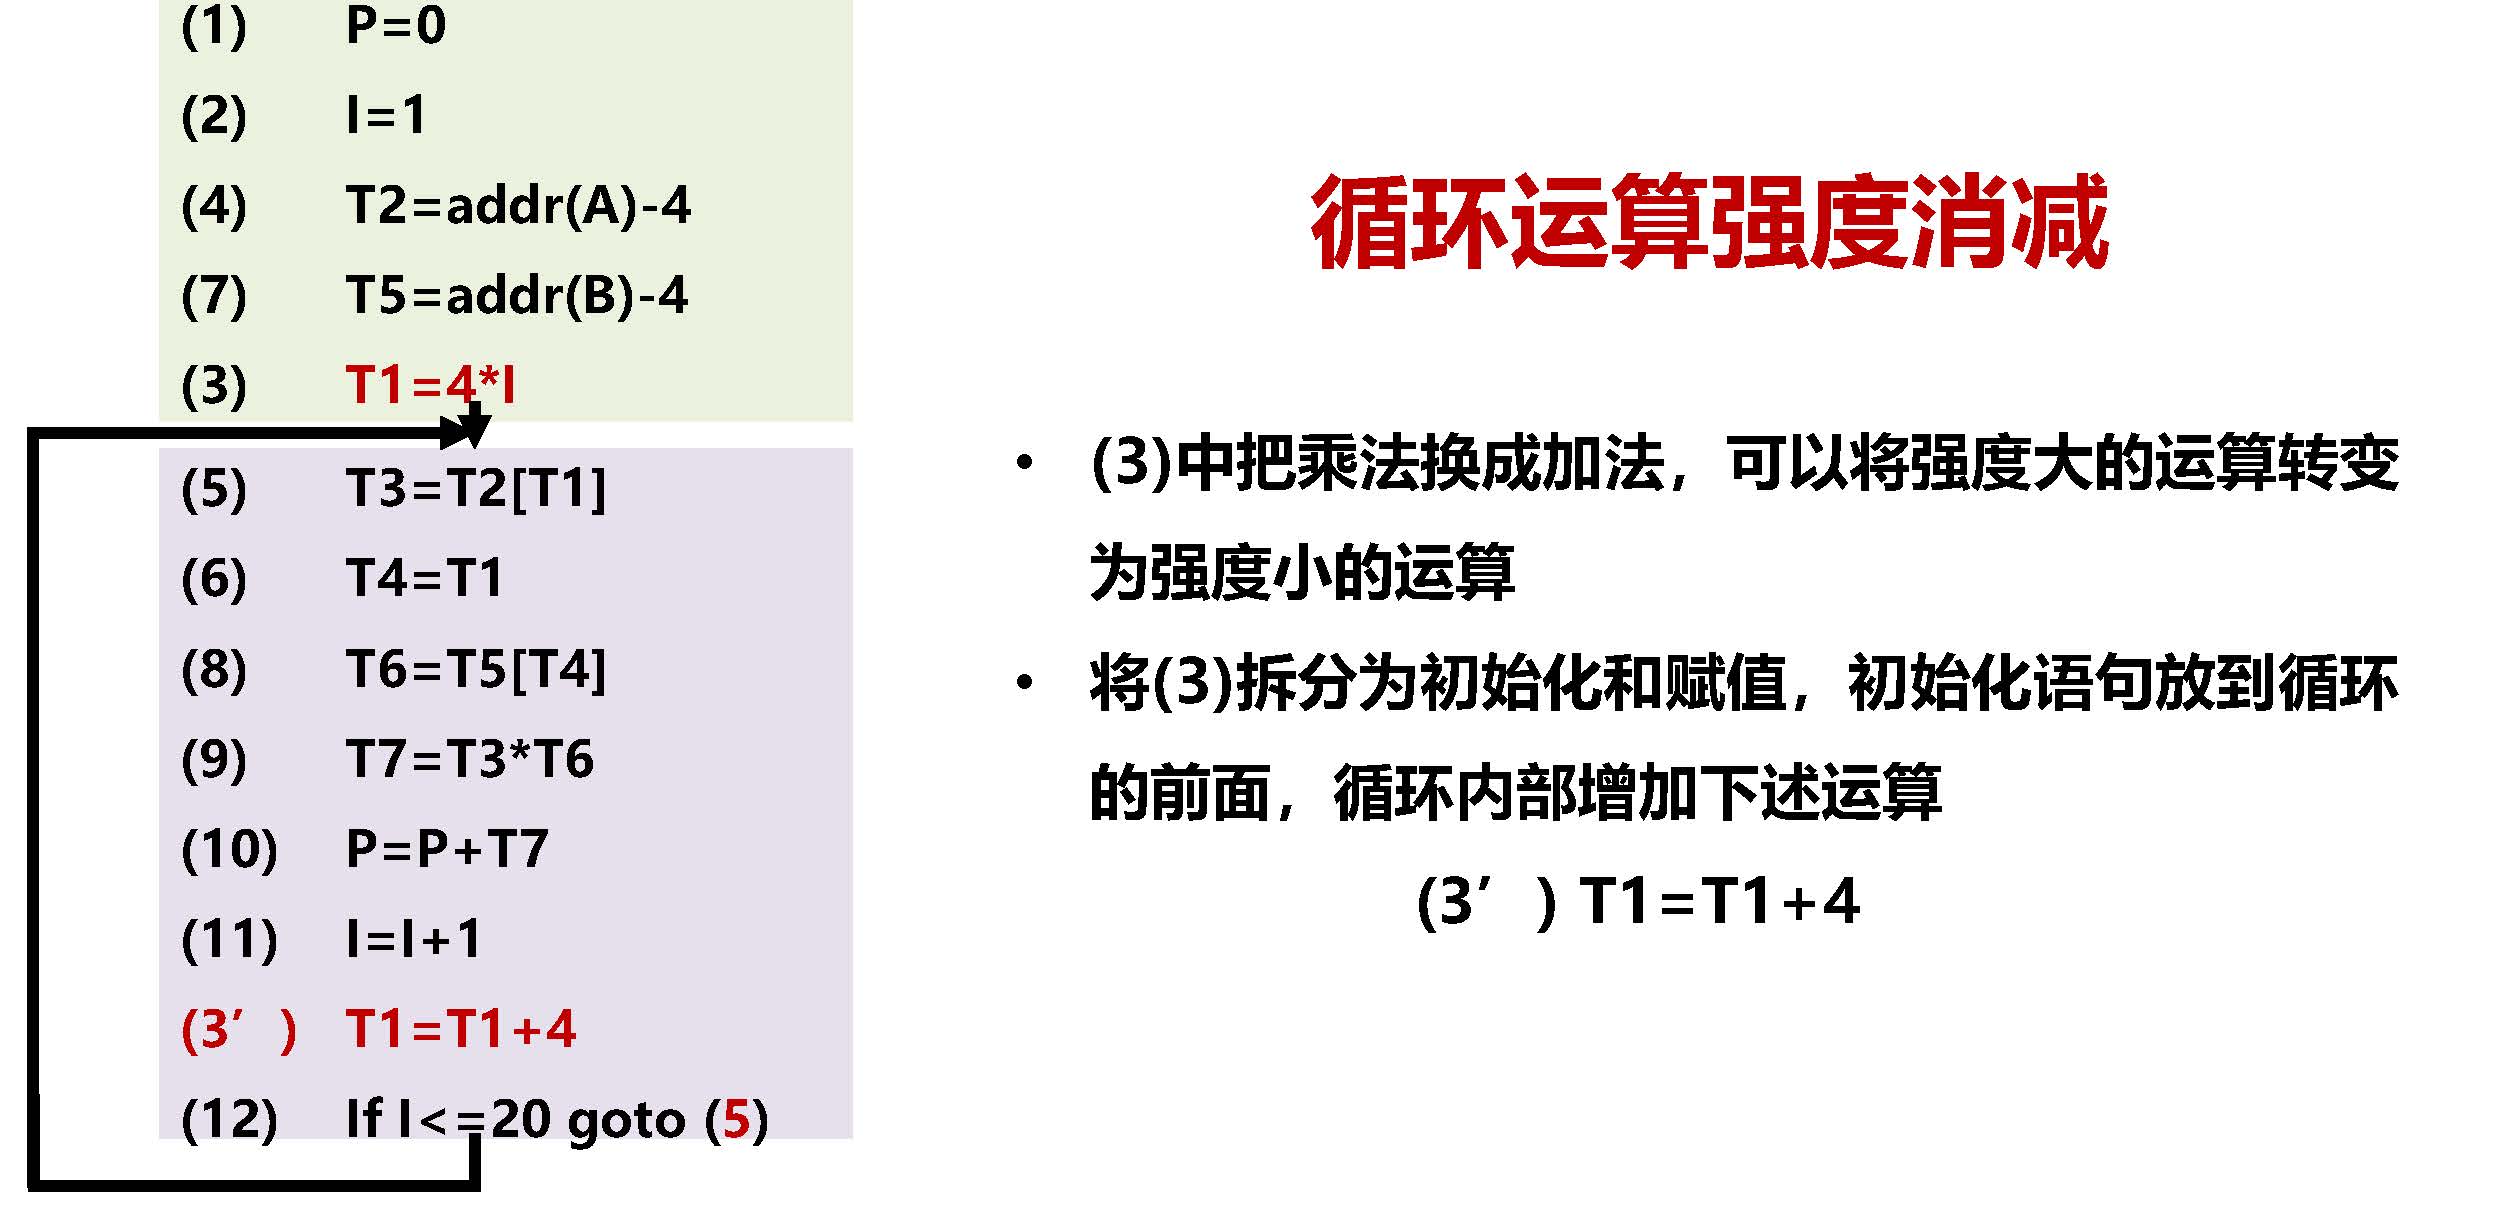 (1) P=0
(2) I=1
(4) T2=addr(A)-4
(7) T5=addr(B)-4
(3) T1=4*I
(5) T3=T2[T1]
(6) T4=T1
(8) T6=T5[T4]
(9) T7=T3*T6
(10) P=P+T7
(11) I=I+1
(3′) T1=T1+4
(12) If I<=20 goto (5)
循环运算强度消减
• (3)中把乘法换成加法，可以将强度大的运算转变
为强度小的运算
• 将(3)拆分为初始化和赋值，初始化语句放到循环
的前面，循环内部增加下述运算
(3′) T1=T1+4